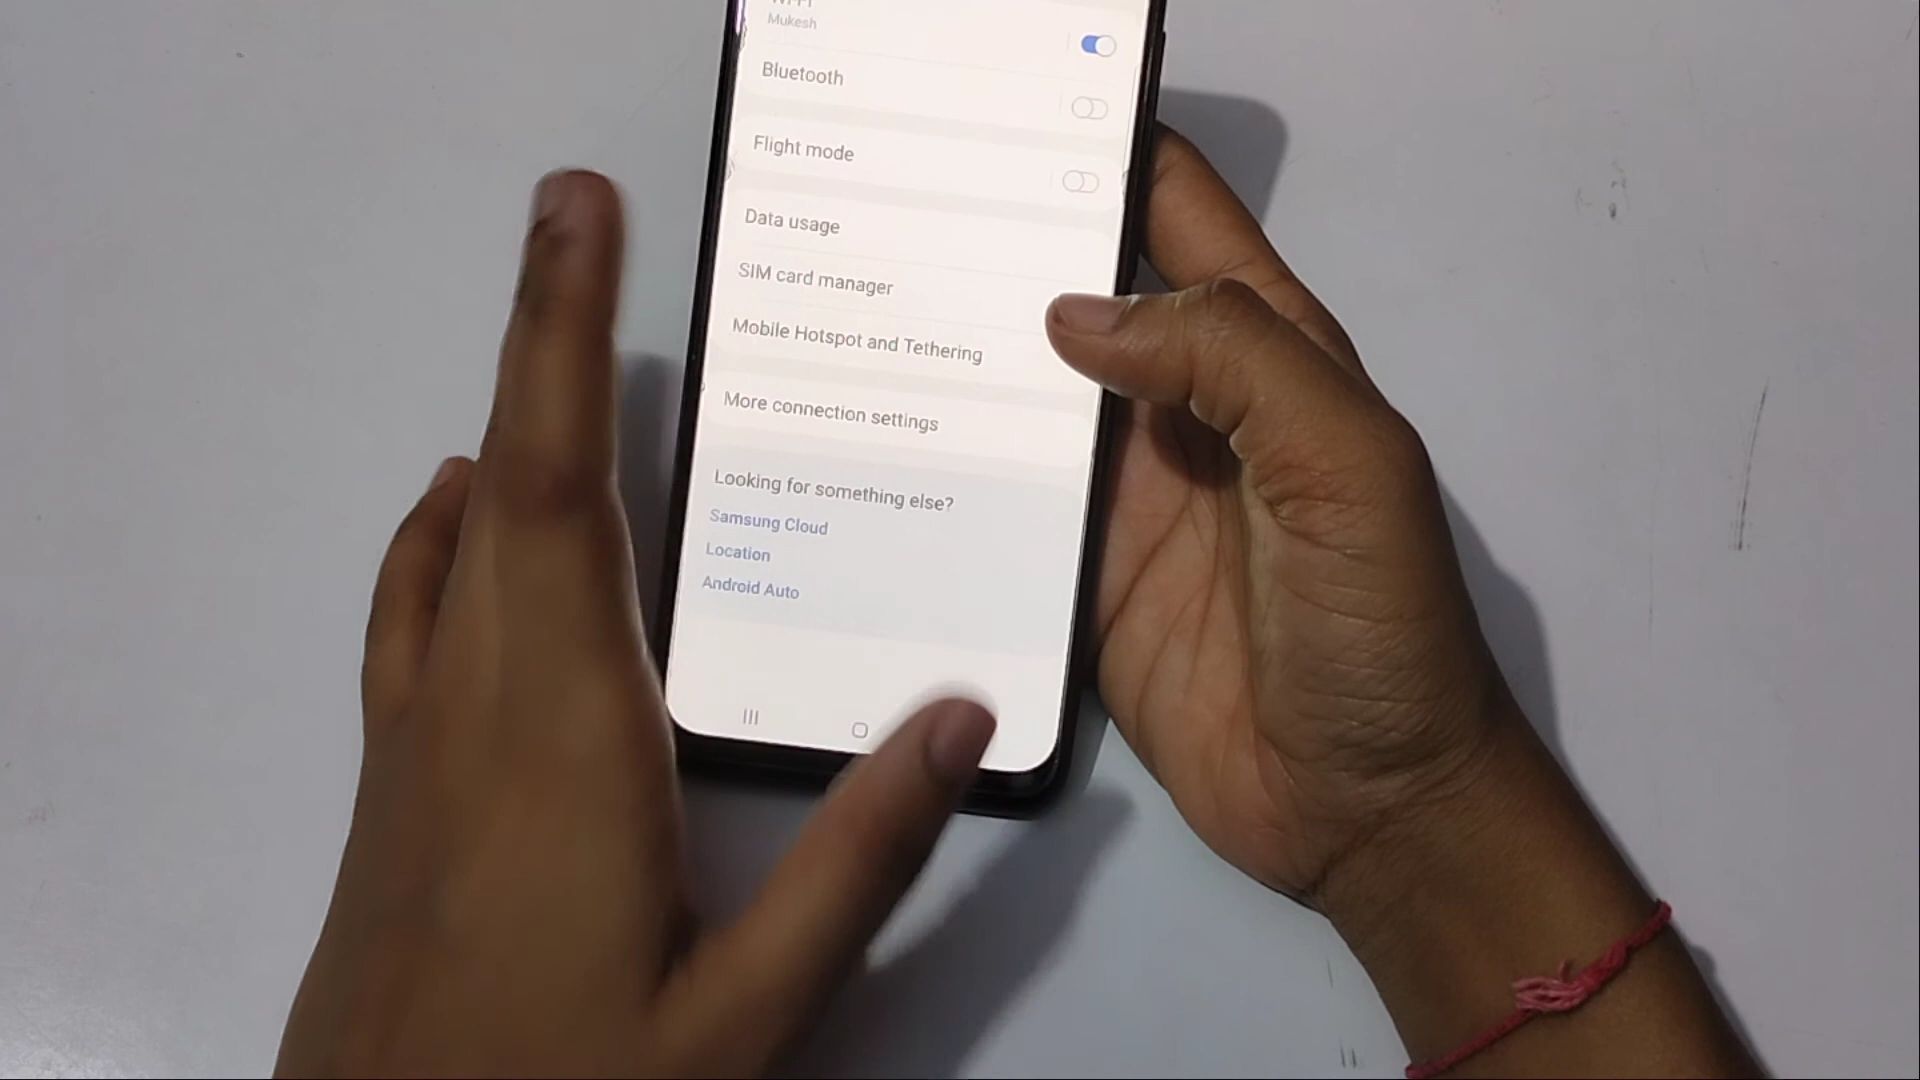 Mukesh
Bluetooth
Flight mode
Data usage
SIM card manager
Mobile Hotspot and Tethering
More connection settings
Looking for something else?
Samsung Cloud
Location
Android Auto